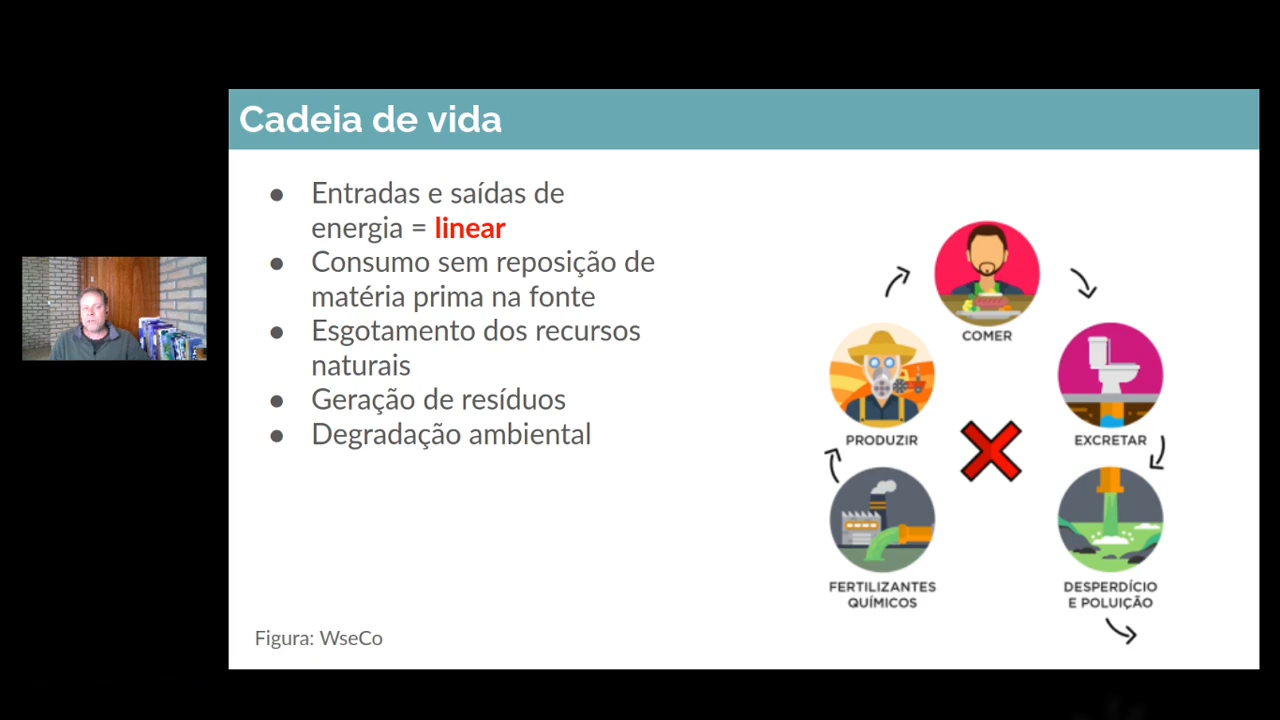 Cadeia de vida
● Entradas e saídas de
energia = linear
● Consumo sem reposição de
matéria prima na fonte
● Esgotamento dos recursos
naturais
● Geração de resíduos
● Degradação ambiental
COMER
PRODUZIR
EXCRETAR
FERTILIZANTES
QUÍMICOS
DESPERDÍCIO
E POLUIÇÃO
Figura: WseCo